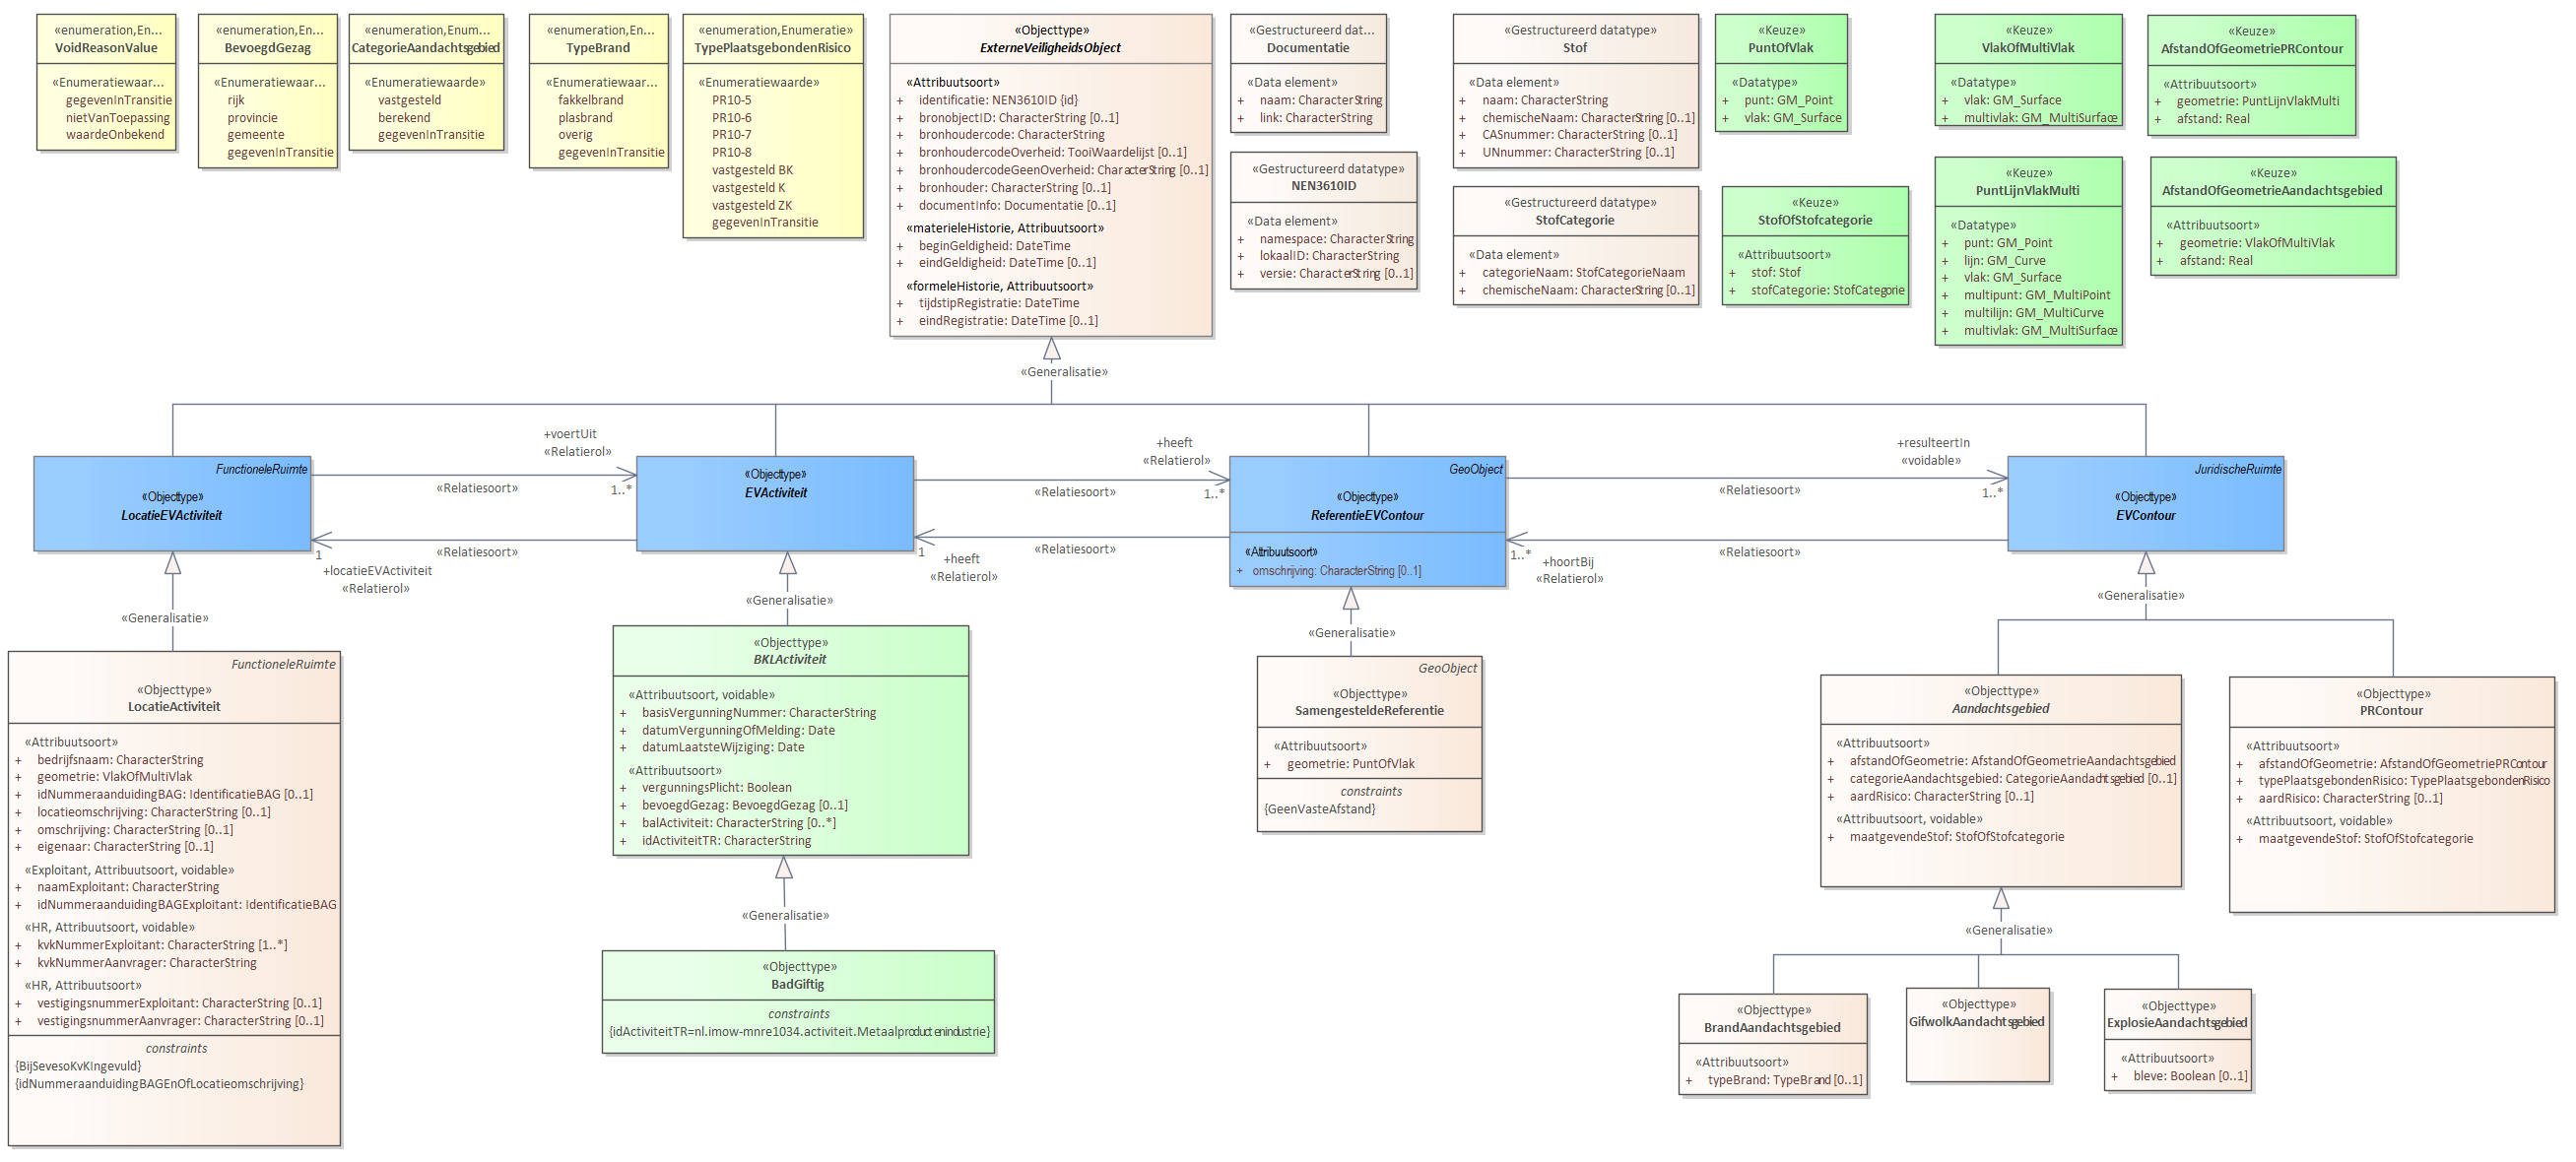 «enumeration,En...
VoidReasonValue
«Enumeratiewaar...
gegevenInTransitie
nietVanToepassing
waardeOnbekend
«enumeration,En...
BevoegdGezag
«Enumeratiewaar...
rijk
provincie
gemeente
gegevenInTransitie
«enumeration,Enum...
CategorieAandachtsgebied
«Enumeratiewaarde»
vastgesteld
berekend
gegevenInTransitie
«enumeration,En...
TypeBrand
«Enumeratiewaar...
fakkelbrand
plasbrand
overig
gegevenInTransitie
«enumeration,Enumeratie»
TypePlaatsgebondenRisico
«Enumeratiewaarde»
PR10-5
PR10-6
PR10-7
PR10-8
vastgesteld BK
vastgesteld K
vastgesteld ZK
gegevenInTransitie
«Objecttype»
ExterneVeiligheidsObject
«Attribuutsoort»
+ identificatie: NEN3610ID {id}
+ bronobjectID: CharacterString [0..1]
+ bronhoudercode: CharacterString
+ bronhoudercodeOverheid: TooiWaardelijst [0..1]
+ bronhoudercodeGeenOverheid: CharacterString [0..1]
+ bronhouder: CharacterString [0..1]
+ documentInfo: Documentatie [0..1]
«materieleHistorie, Attribuutsoort»
+ beginGeldigheid: DateTime
+ eindGeldigheid: DateTime [0..1]
«formeleHistorie, Attribuutsoort»
+ tijdstipRegistratie: DateTime
+ eindRegistratie: DateTime [0..1]
«Gestructureerd dat...
Documentatie
«Data element»
+ naam: CharacterString
+ link: CharacterString
«Gestructureerd datatype»
NEN3610ID
«Data element»
+ namespace: CharacterString
+ lokaalID: CharacterString
+ versie: CharacterString [0..1]
«Gestructureerd datatype»
Stof
«Data element»
+ naam: CharacterString
+ chemischeNaam: CharacterString [0..1]
+ CASnummer: CharacterString [0..1]
+ UNnummer: CharacterString [0..1]
«Gestructureerd datatype»
StofCategorie
«Data element»
+ categorieNaam: StofCategorieNaam
+ chemischeNaam: CharacterString [0..1]
«Keuze»
PuntOfVlak
«Datatype»
+ punt: GM_Point
+ vlak: GM_Surface
«Keuze»
StofOfStofcategorie
«Attribuutsoort»
+ stof: Stof
+ stofCategorie: StofCategorie
«Keuze»
VlakOfMultiVlak
«Datatype»
+ vlak: GM_Surface
+ multivlak: GM_MultiSurface
«Keuze»
PuntLijnVlakMulti
«Datatype»
+ punt: GM_Point
+ lijn: GM_Curve
+ vlak: GM_Surface
+ multipunt: GM_MultiPoint
+ multilijn: GM_MultiCurve
+ multivlak: GM_MultiSurface
«Keuze»
AfstandOfGeometriePRContour
«Attribuutsoort»
+ geometrie: PuntLijnVlakMulti
+ afstand: Real
«Keuze»
AfstandOfGeometrieAandachtsgebied
«Attribuutsoort»
+ geometrie: VlakOfMultiVlak
+ afstand: Real
«Generalisatie»
FunctioneleRuimte
«Objecttype»
LocatieEVActiviteit
+voertUit
«Relatierol»
1..*
«Relatiesoort»
«Relatiesoort»
1
+locatieEVActiviteit
«Relatierol»
«Objecttype»
EVActiviteit
+heeft
«Relatierol»
1..*
«Relatiesoort»
«Relatiesoort»
1
+heeft
«Relatierol»
GeoObject
«Objecttype»
ReferentieEVContour
«Attribuutsoort»
+ omschrijving: CharacterString [0..1]
+resulteertIn
«voidable»
1..*
«Relatiesoort»
«Relatiesoort»
1..*
+hoortBij
«Relatierol»
JuridischeRuimte
«Objecttype»
EVContour
«Generalisatie»
«Generalisatie»
«Generalisatie»
«Generalisatie»
FunctioneleRuimte
«Objecttype»
LocatieActiviteit
«Attribuutsoort»
+ bedrijfsnaam: CharacterString
+ geometrie: VlakOfMultiVlak
+ idNummeraanduidingBAG: IdentificatieBAG [0..1]
+ locatieomschrijving: CharacterString [0..1]
+ omschrijving: CharacterString [0..1]
+ eigenaar: CharacterString [0..1]
«Exploitant, Attribuutsoort, voidable»
+ naamExploitant: CharacterString
+ idNummeraanduidingBAGExploitant: IdentificatieBAG
«HR, Attribuutsoort, voidable»
+ kvkNummerExploitant: CharacterString [1..*]
+ kvkNummerAanvrager: CharacterString
«HR, Attribuutsoort»
+ vestigingsnummerExploitant: CharacterString [0..1]
+ vestigingsnummerAanvrager: CharacterString [0..1]
constraints
{BijSevesoKvKIngevuld}
{idNummeraanduidingBAGEnOfLocatieomschrijving}
«Objecttype»
BKLActiviteit
«Attribuutsoort, voidable»
+ basisVergunningNummer: CharacterString
+ datumVergunningOfMelding: Date
+ datumLaatsteWijziging: Date
«Attribuutsoort»
+ vergunningsPlicht: Boolean
+ bevoegdGezag: BevoegdGezag [0..1]
+ balActiviteit: CharacterString [0..*]
+ idActiviteitTR: CharacterString
«Generalisatie»
«Objecttype»
BadGiftig
constraints
{idActiviteitTR=nl.imow-mnre1034.activiteit.Metaalproductenindustrie}
GeoObject
«Objecttype»
SamengesteldeReferentie
«Attribuutsoort»
+ geometrie: PuntOfVlak
constraints
{GeenVasteAfstand}
«Objecttype»
Aandachtsgebied
«Attribuutsoort»
+ afstandOfGeometrie: AfstandOfGeometrieAandachtsgebied
+ categorieAandachtsgebied: CategorieAandachtsgebied [0..1]
+ aardRisico: CharacterString [0..1]
«Attribuutsoort, voidable»
+ maatgevendeStof: StofOfStofcategorie
«Objecttype»
PRContour
«Attribuutsoort»
+ afstandOfGeometrie: AfstandOfGeometriePRContour
+ typePlaatsgebondenRisico: TypePlaatsgebondenRisico
+ aardRisico: CharacterString [0..1]
«Attribuutsoort, voidable»
+ maatgevendeStof: StofOfStofcategorie
«Generalisatie»
«Objecttype»
BrandAandachtsgebied
«Attribuutsoort»
+ typeBrand: TypeBrand [0..1]
«Objecttype»
GifwolkAandachtsgebied
«Objecttype»
ExplosieAandachtsgebied
«Attribuutsoort»
+ bleve: Boolean [0..1]